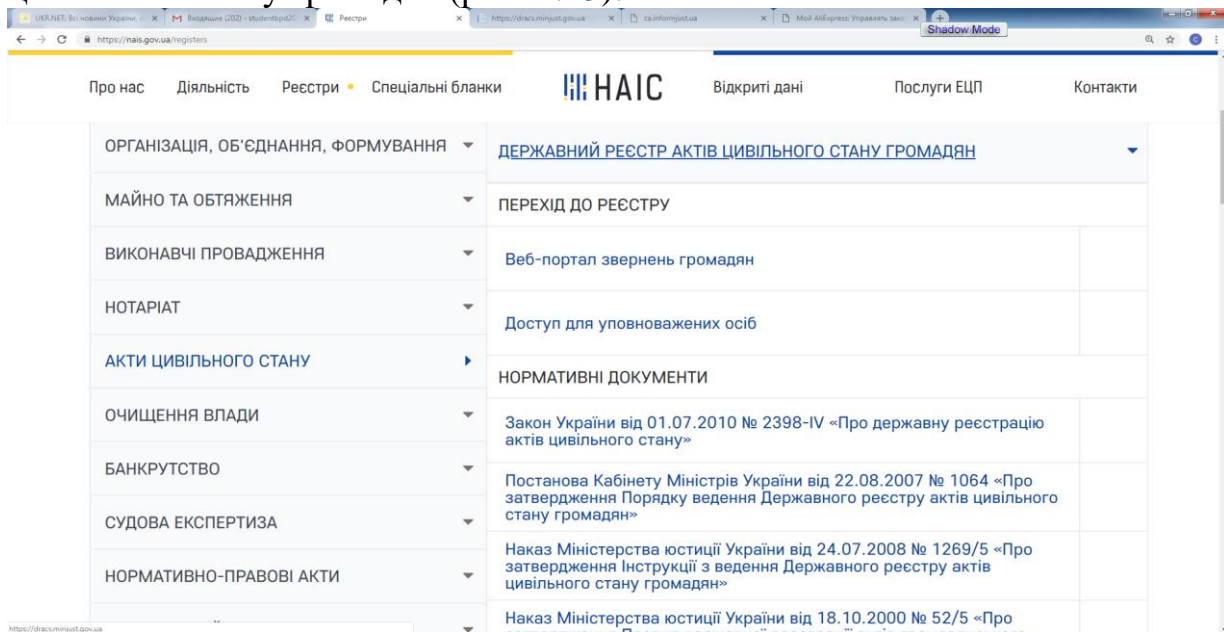 UKR.NET: Всі новини України,
Входящие (202) - studentbpd2
Реєстри
https://dracs.minjust.gov.ua
ca.informjust.ua
Мой AliExpress: Управлять
Shadow Mode
https://nais.gov.ua/registers
Про нас
Діяльність
Реєстри
Спеціальні бланки
НАІС
Відкриті дані
Послуги ЕЦП
Контакти
ОРГАНІЗАЦІЯ, ОБ'ЄДНАННЯ, ФОРМУВАННЯ
МАЙНО ТА ОБТЯЖЕННЯ
ВИКОНАВЧІ ПРОВАДЖЕННЯ
НОТАРІАТ
АКТИ ЦИВІЛЬНОГО СТАНУ
ОЧИЩЕННЯ ВЛАДИ
БАНКРУТСТВО
СУДОВА ЕКСПЕРТИЗА
НОРМАТИВНО-ПРАВОВІ АКТИ
ДЕРЖАВНИЙ РЕЄСТР АКТІВ ЦИВІЛЬНОГО СТАНУ ГРОМАДЯН
ПЕРЕХІД ДО РЕЄСТРУ
Веб-портал звернень громадян
Доступ для уповноважених осіб
НОРМАТИВНІ ДОКУМЕНТИ
Закон України від 01.07.2010 № 2398-IV «Про державну реєстрацію
актів цивільного стану»
Постанова Кабінету Міністрів України від 22.08.2007 № 1064 «Про
затвердження Порядку ведення Державного реєстру актів цивільного
стану громадян»
Наказ Міністерства юстиції України від 24.07.2008 № 1269/5 «Про
затвердження Інструкції з ведення Державного реєстру актів
цивільного стану громадян»
Наказ Міністерства юстиції України від 18.10.2000 № 52/5 «Про
https://dracs.minjust.gov.ua